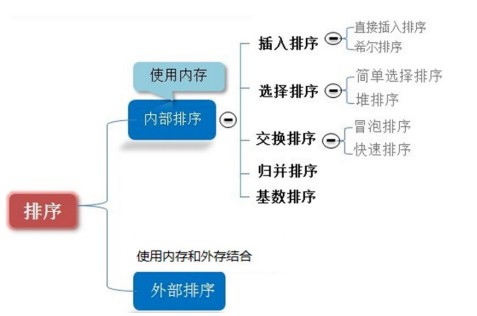 直接插入排序
插入排序
希尔排序
使用内存
简单选择排序
选择排序
堆排序
内部排序
冒泡排序
交换排序
快速排序
归并排序
基数排序
排序
使用内存和外存结合
外部排序